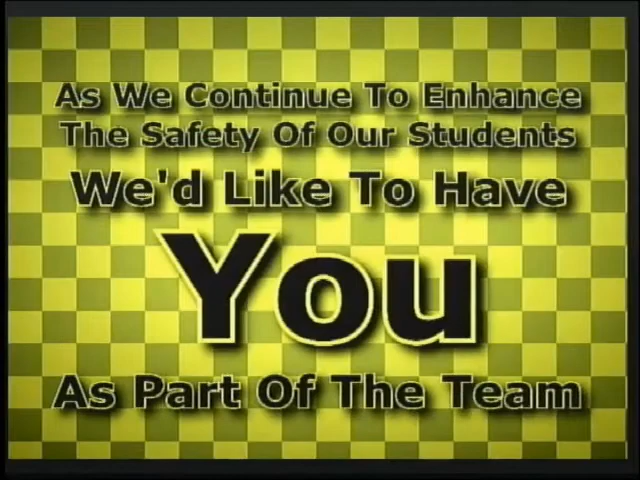 As We Continue To Enhance
The Safety Of Our Students
We'd Like To Have
You
As Part Of The Team